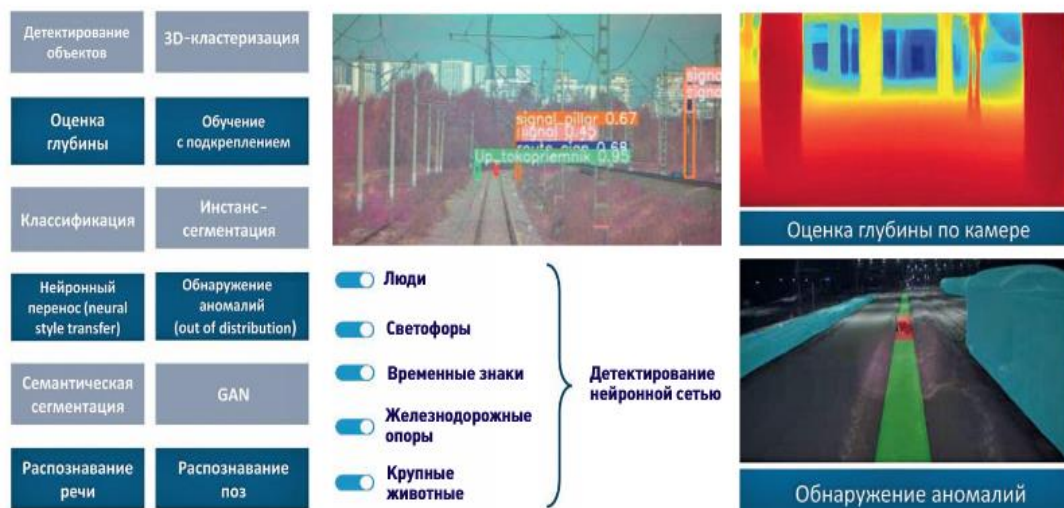 Детектирование
объектов
3D-кластеризация
Оценка
глубины
Обучение
с подкреплением
Классификация
Инстанс-
сегментация
Нейронный
перенос (neural
style transfer)
Обнаружение
аномалий
(out of distribution)
Семантическая
сегментация
GAN
Распознавание
речи
Распознавание
поз
signal_pillar 0.67
signal 0.45
0.68
Up_tokopriemnik 0.95
signal
signal
Люди
Светофоры
Временные знаки
Железнодорожные
опоры
Крупные
животные
Детектирование
нейронной сетью
Оценка глубины по камере
Обнаружение аномалий